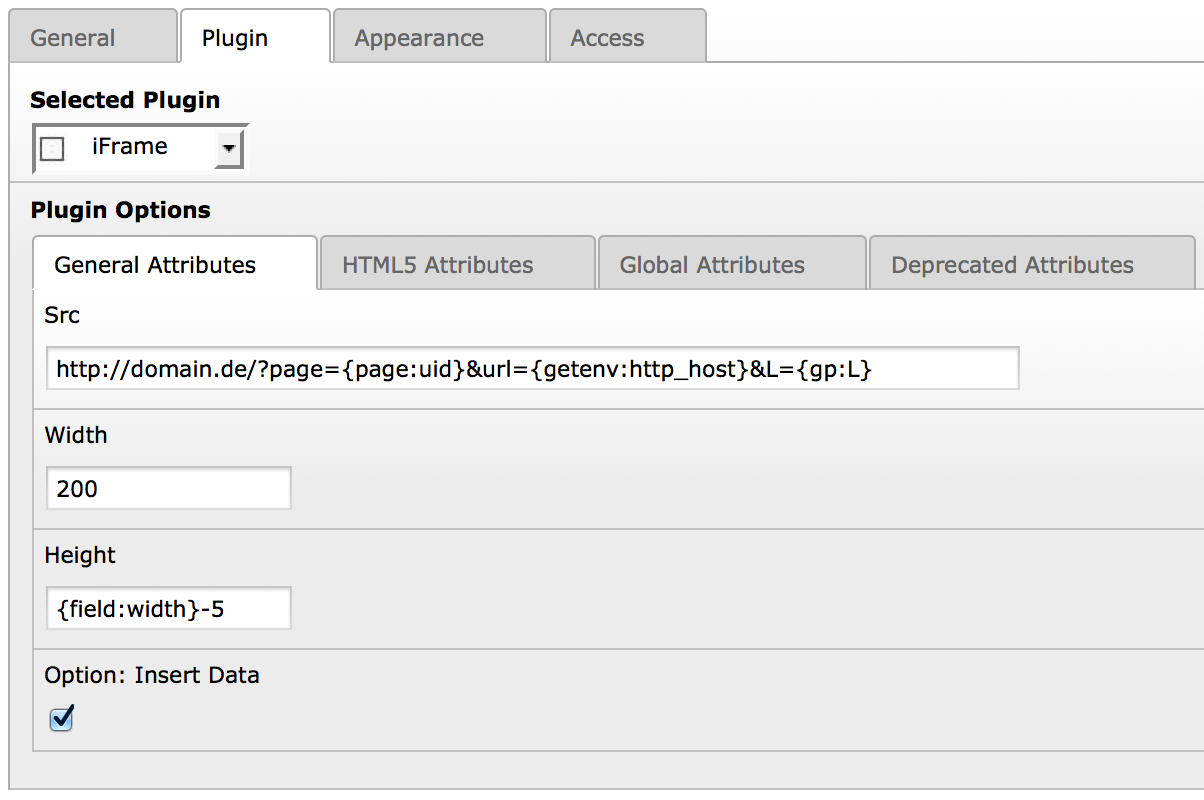 General Plugin Appearance Access
Selected Plugin
iFrame
Plugin Options
General Attributes HTML5 Attributes Global Attributes Deprecated Attributes
Src
http://domain.de/?page={page:uid}&url={getenv:http_host}&L={gp:L}
Width
200
Height
{field:width}-5
Option: Insert Data